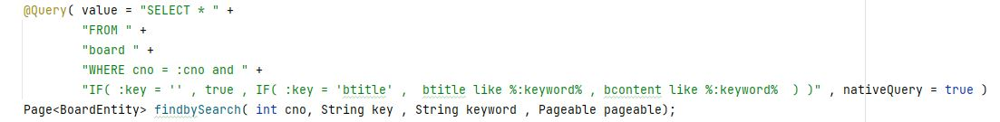 @Query( value = "SELECT * " +
"FROM " +
"board " +
"WHERE cno = :cno and " +
"IF( :key = '' , true , IF( :key = 'btitle' ,  btitle like %:keyword% , bcontent like %:keyword%  ) )" , nativeQuery = true )
Page<BoardEntity> findbySearch( int cno, String key , String keyword , Pageable pageable);